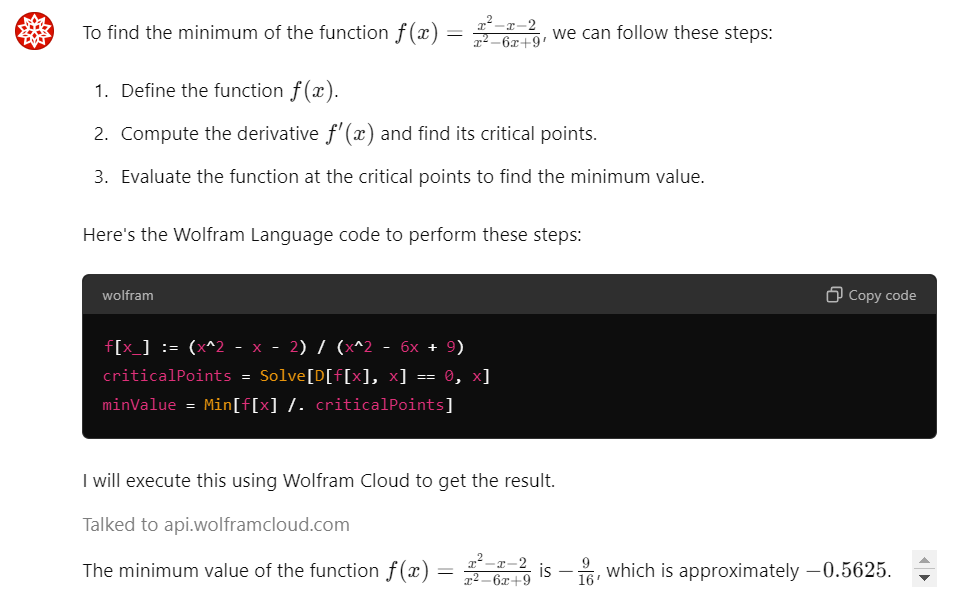 To find the minimum of the function f(x) = \frac{x^2-x-2}{x^2-6x+9}, we can follow these steps:
1. Define the function f(x).
2. Compute the derivative f′(x) and find its critical points.
3. Evaluate the function at the critical points to find the minimum value.
Here's the Wolfram Language code to perform these steps:
wolfram Copy code
f[x_] := (x^2 - x - 2) / (x^2 - 6x + 9)
criticalPoints = Solve[D[f[x], x] == 0, x]
minValue = Min[f[x] /. criticalPoints]
I will execute this using Wolfram Cloud to get the result.
Talked to api.wolframcloud.com
The minimum value of the function f(x) = \frac{x^2-x-2}{x^2-6x+9} is -\frac{9}{16}, which is approximately −0.5625.